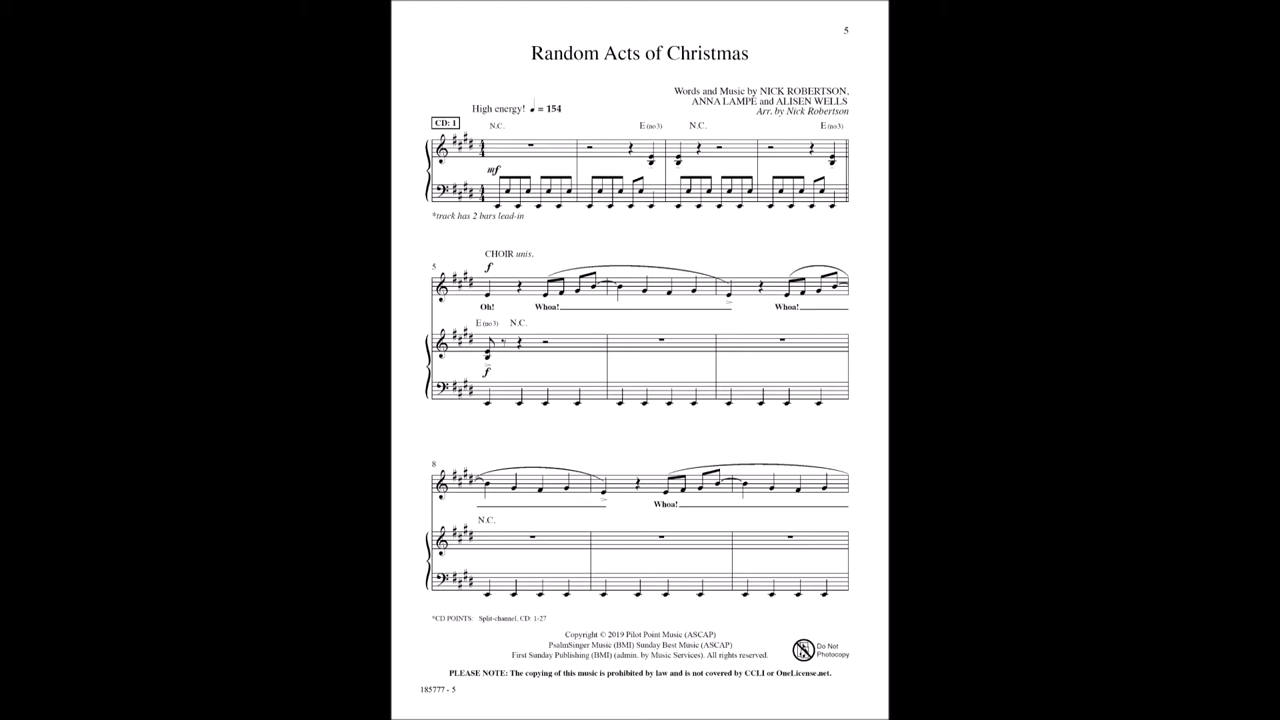 5
Random Acts of Christmas
Words and Music by NICK ROBERTSON,
ANNA LAMPE and ALISEN WELLS
Arr. by Nick Robertson
High energy! ♩ = 154
CD: 1
N.C. E (no3) N.C. E (no3)
4 4
mf
4 4
*track has 2 bars lead-in
CHOIR unis.
5
f
Oh! Whoa! Whoa!
E (no3) N.C.
f
8
Whoa!
N.C.
*CD POINTS: Split-channel, CD: 1-27
Copyright © 2019 Pilot Point Music (ASCAP)
PsalmSinger Music (BMI) Sunday Best Music (ASCAP)
First Sunday Publishing (BMI) (admin. by Music Services). All rights reserved.
Do Not
Photocopy
PLEASE NOTE: The copying of this music is prohibited by law and is not covered by CCLI or OneLicense.net.
185777 - 5